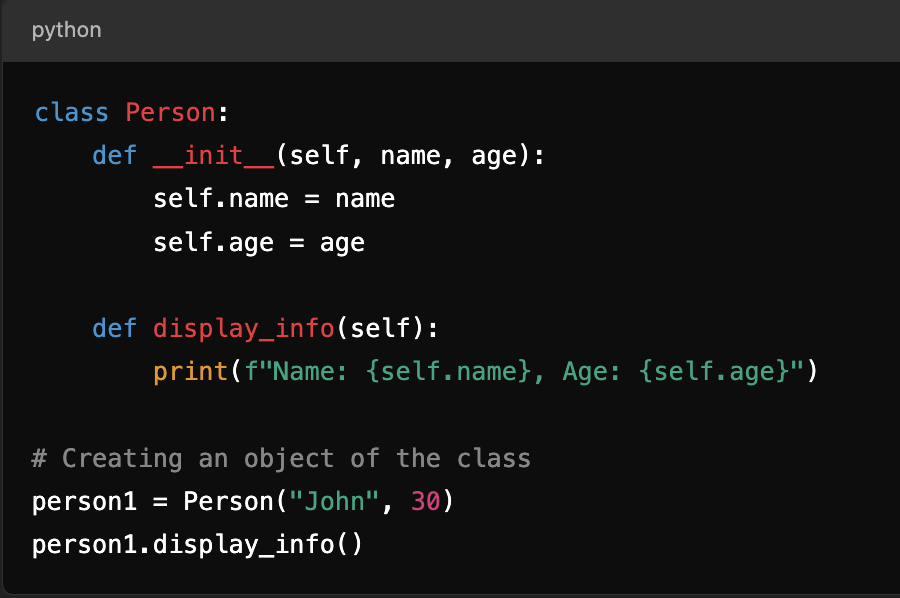 python
class Person:
    def __init__(self, name, age):
        self.name = name
        self.age = age
    def display_info(self):
        print(f"Name: {self.name}, Age: {self.age}")
# Creating an object of the class
person1 = Person("John", 30)
person1.display_info()